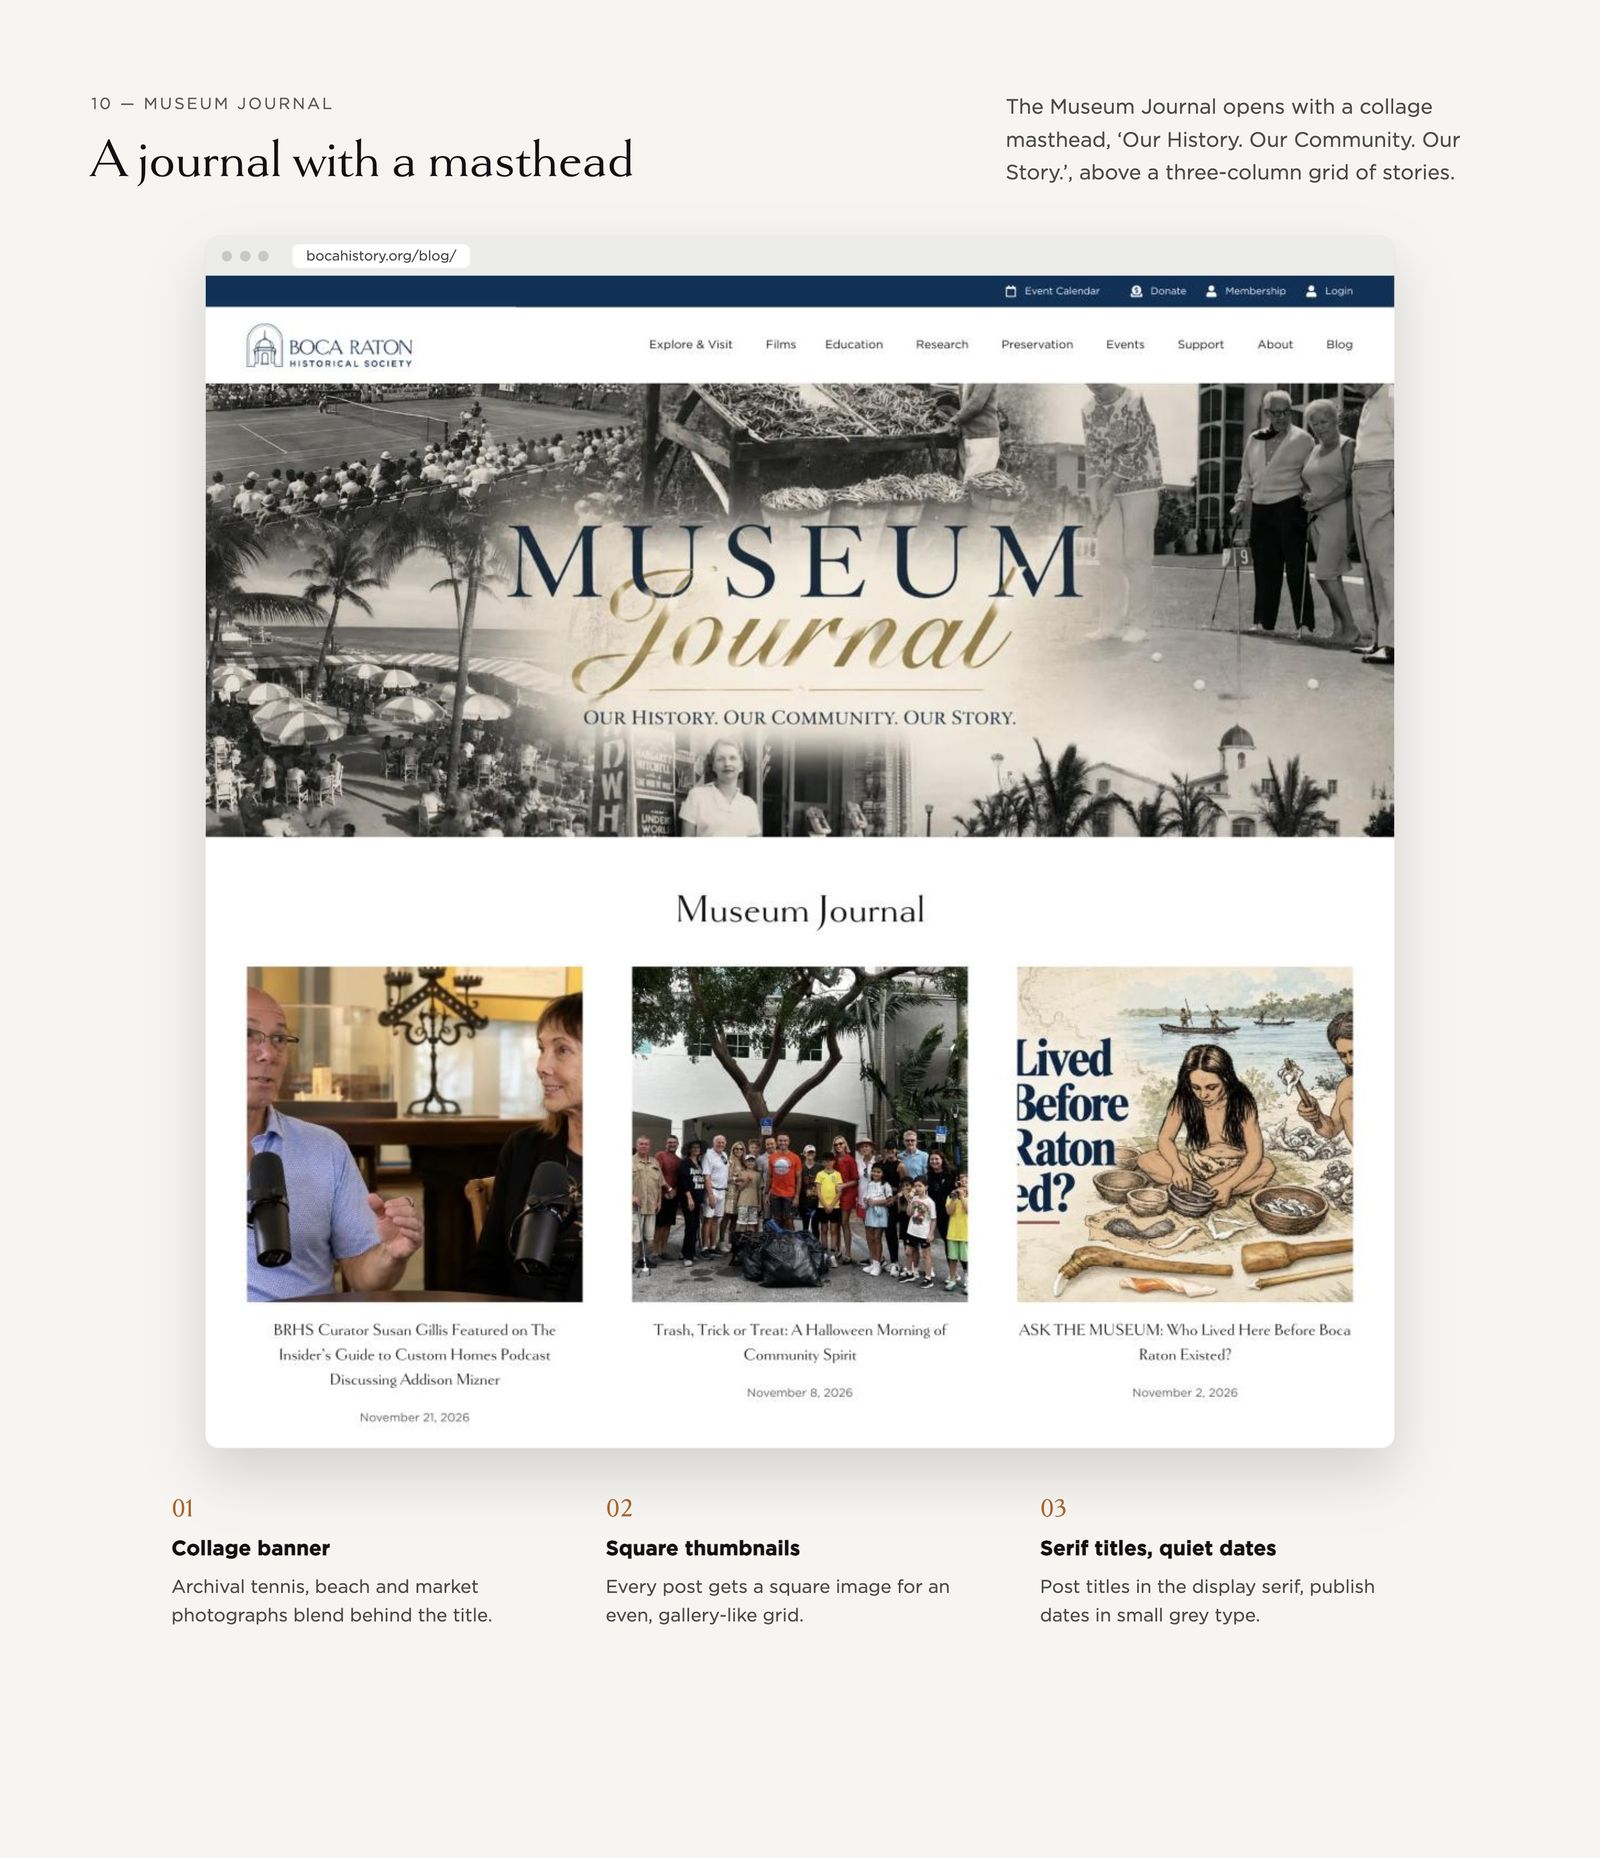 10 — MUSEUM JOURNAL
A journal with a masthead
The Museum Journal opens with a collage
masthead, ‘Our History. Our Community. Our
Story.’, above a three-column grid of stories.
bocahistory.org/blog/
Event Calendar Donate Membership Login
BOCA RATON
HISTORICAL SOCIETY
Explore & Visit Films Education Research Preservation Events Support About Blog
9
MUSEUM
Journal
OUR HISTORY. OUR COMMUNITY. OUR STORY.
MITCHELL
UNDER
WORL
Museum Journal
Lived
Before
Raton
ed?
BRHS Curator Susan Gillis Featured on The
Insider’s Guide to Custom Homes Podcast
Discussing Addison Mizner
November 21, 2026
Trash, Trick or Treat: A Halloween Morning of
Community Spirit
November 8, 2026
ASK THE MUSEUM: Who Lived Here Before Boca
Raton Existed?
November 2, 2026
01
Collage banner
Archival tennis, beach and market
photographs blend behind the title.
02
Square thumbnails
Every post gets a square image for an
even, gallery-like grid.
03
Serif titles, quiet dates
Post titles in the display serif, publish
dates in small grey type.